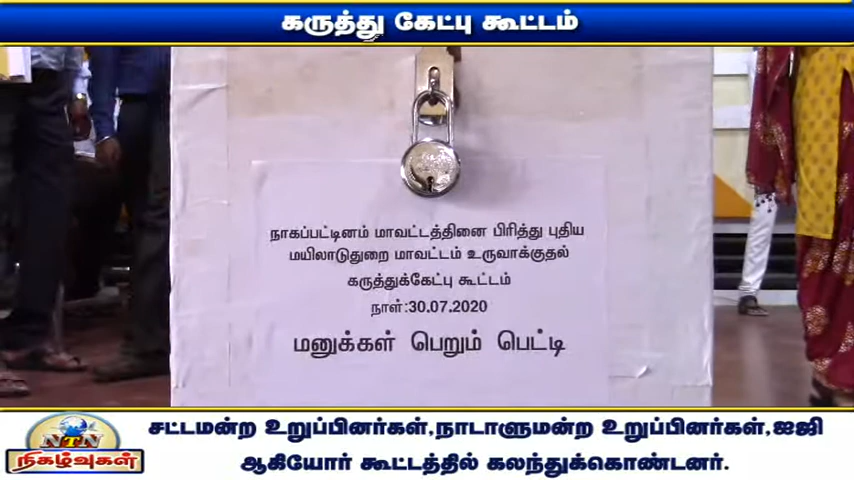 கருத்து கேட்பு கூட்டம்
நாகப்பட்டினம் மாவட்டத்தினை பிரித்து புதிய
மயிலாடுதுறை மாவட்டம் உருவாக்குதல்
கருத்துக்கேட்பு கூட்டம்
நாள்:30.07.2020
மனுக்கள் பெறும் பெட்டி
சட்டமன்ற உறுப்பினர்கள்,நாடாளுமன்ற உறுப்பினர்கள்,ஐஜி
ஆகியோர் கூட்டத்தில் கலந்துக்கொண்டனர்.
NTN
நிகழ்வுகள்